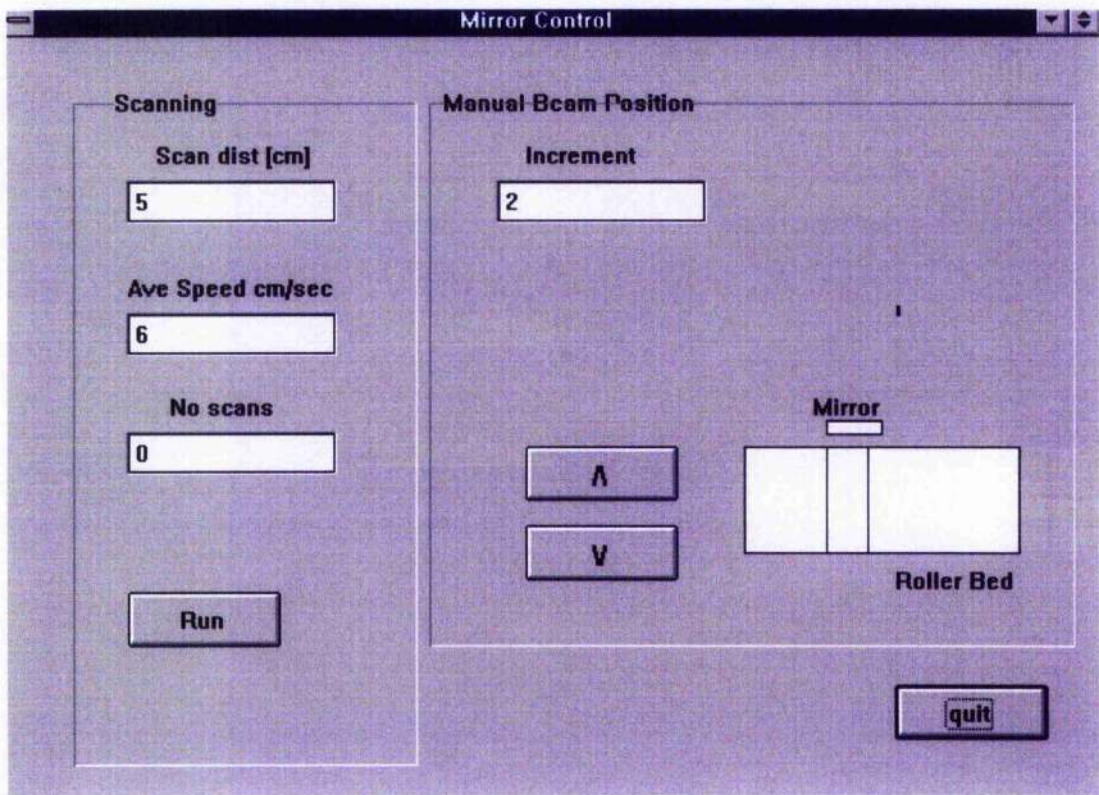 Mirror Control
Scanning
Scan dist [cm]
5
Ave Speed cm/sec
6
No scans
0
Run
Manual Beam Position
Increment
2
Mirror
Λ
V
Roller Bed
quit